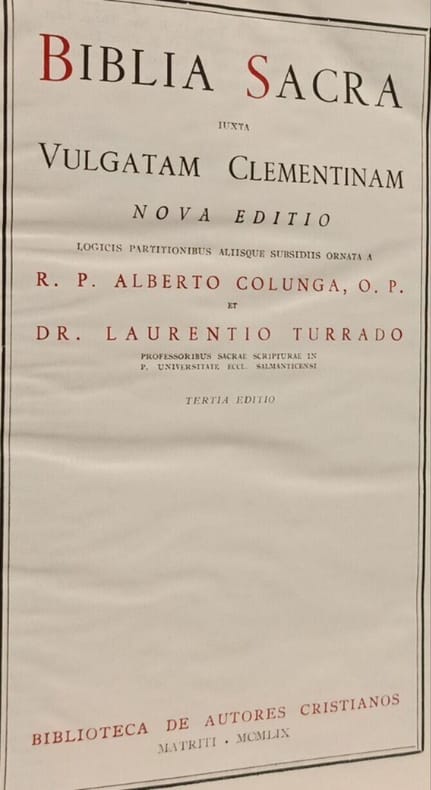 BIBLIA SACRA
IUXTA
VULGATAM CLEMENTINAM
NOVA EDITIO
LOGICIS PARTITIONIBUS ALIISQUE SUBSIDIIS ORNATA A
R. P. ALBERTO COLUNGA, O. P.
ET
DR. LAURENTIO TURRADO
PROFESSORIBUS SACRAE SCRIPTURAE IN
P. UNIVERSITATE ECCL. SALMANTICENSI
TERTIA EDITIO
BIBLIOTECA DE AUTORES CRISTIANOS
MATRITI . MCMLIX